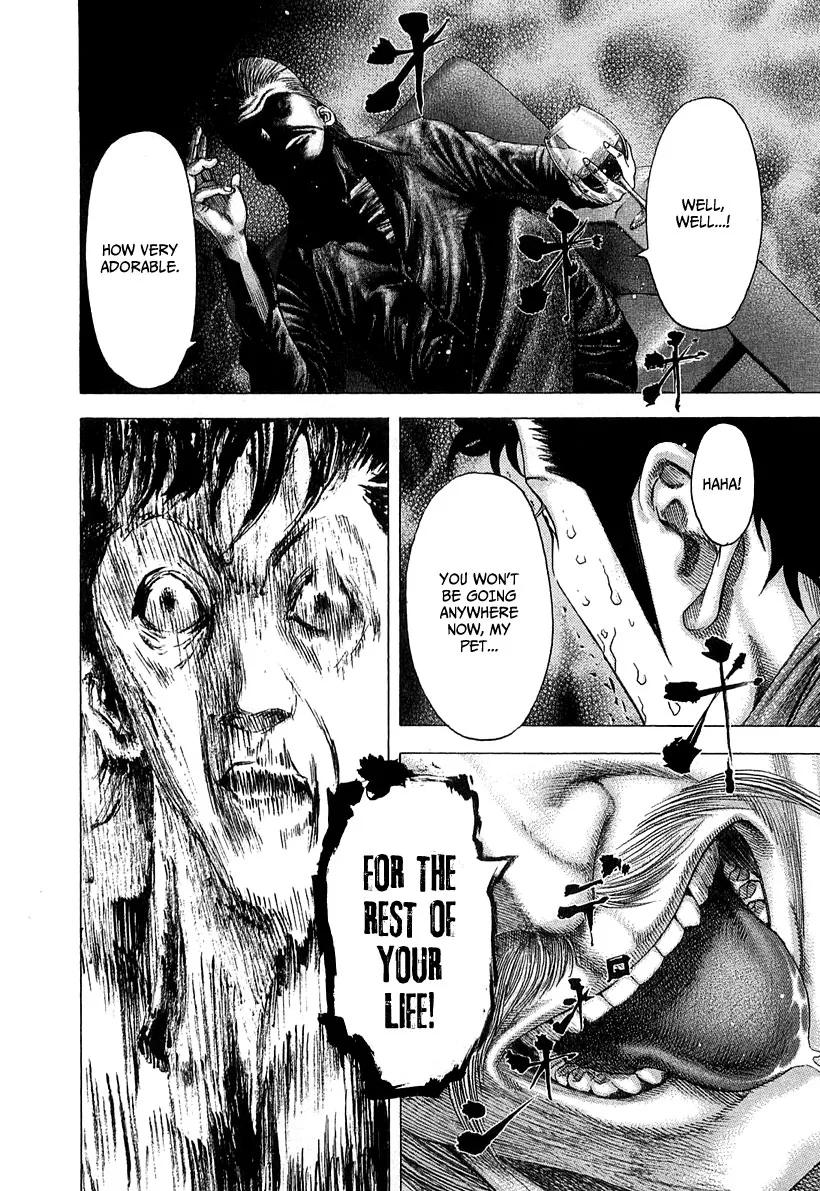 WELL,
WELL...!
HOW VERY
ADORABLE.
HAHA!
YOU WON'T
BE GOING
ANYWHERE
NOW, MY
PET...
FOR THE
REST OF
YOUR
LIFE!